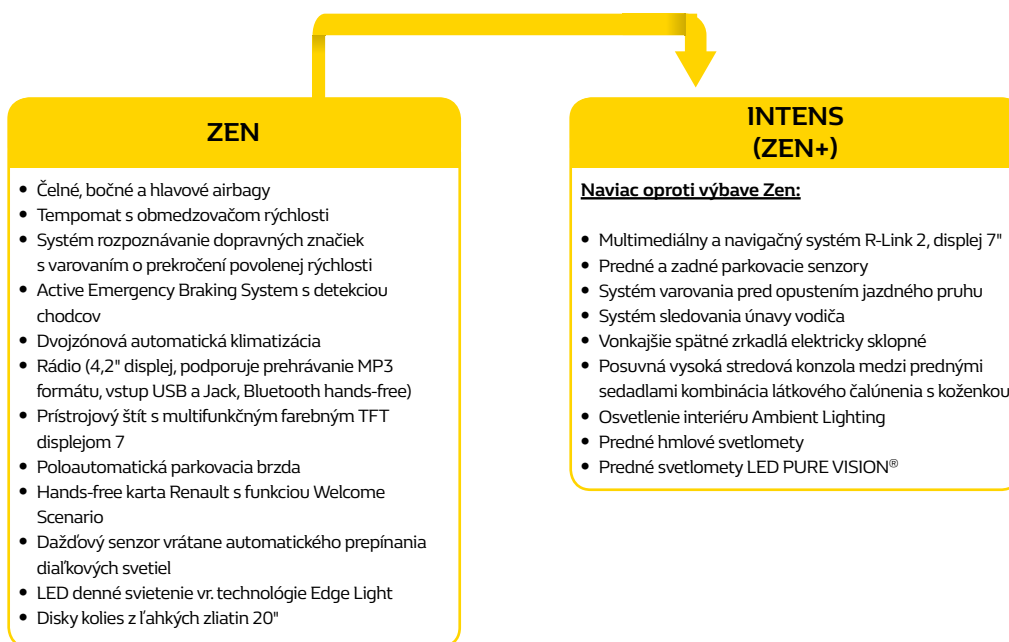 ZEN
• Čelné, bočné a hlavové airbagy
• Tempomat s obmedzovačom rýchlosti
• Systém rozpoznávanie dopravných značiek
s varovaním o prekročení povolenej rýchlosti
• Active Emergency Braking System s detekciou
chodcov
• Dvojzónová automatická klimatizácia
• Rádio (4,2" displej, podporuje prehrávanie MP3
formátu, vstup USB a Jack, Bluetooth hands-free)
• Prístrojový štít s multifunkčným farebným TFT
displejom 7
• Poloautomatická parkovacia brzda
• Hands-free karta Renault s funkciou Welcome
Scenario
• Dažďový senzor vrátane automatického prepínania
diaľkových svetiel
• LED denné svietenie vr. technológie Edge Light
• Disky kolies z ľahkých zliatin 20"
INTENS
(ZEN+)
Naviac oproti výbave Zen:
• Multimediálny a navigačný systém R-Link 2, displej 7"
• Predné a zadné parkovacie senzory
• Systém varovania pred opustením jazdného pruhu
• Systém sledovania únavy vodiča
• Vonkajšie spätné zrkadlá elektricky sklopné
• Posuvná vysoká stredová konzola medzi prednými
sedadlami kombinácia látkového čalúnenia s koženkou
• Osvetlenie interiéru Ambient Lighting
• Predné hmlové svetlomety
• Predné svetlomety LED PURE VISION®